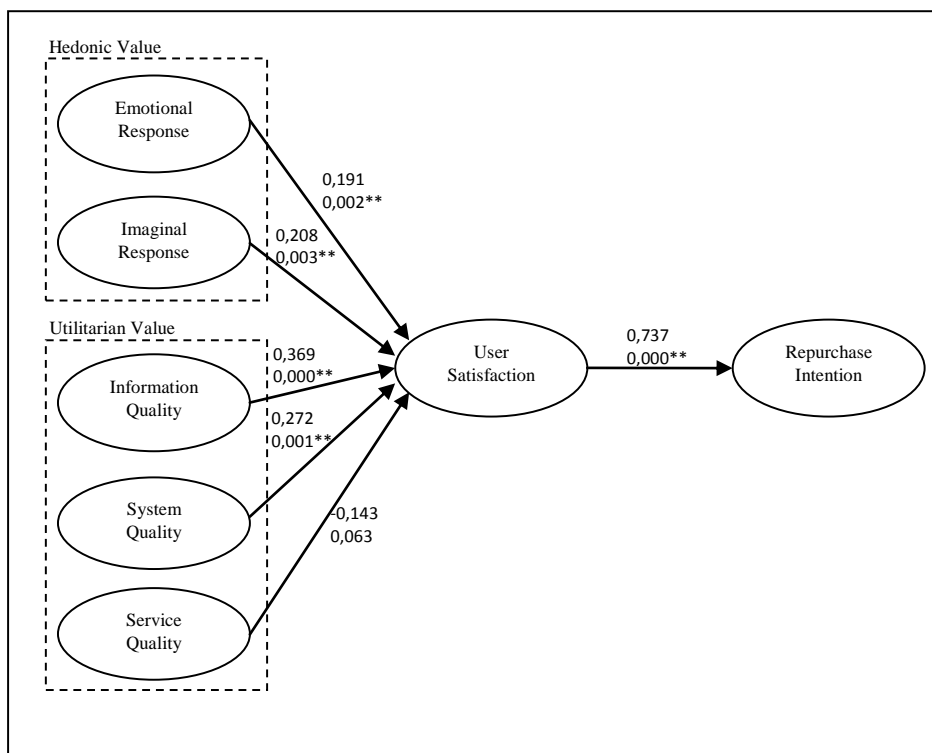 Hedonic Value
Emotional
Response
0,191
0,002**
Imaginal
Response
0,208
0,003**
Utilitarian Value
Information
Quality
0,369
0,000**
0,272
0,001**
System
Quality
-0,143
0,063
Service
Quality
User
Satisfaction
0,737
0,000**
Repurchase
Intention